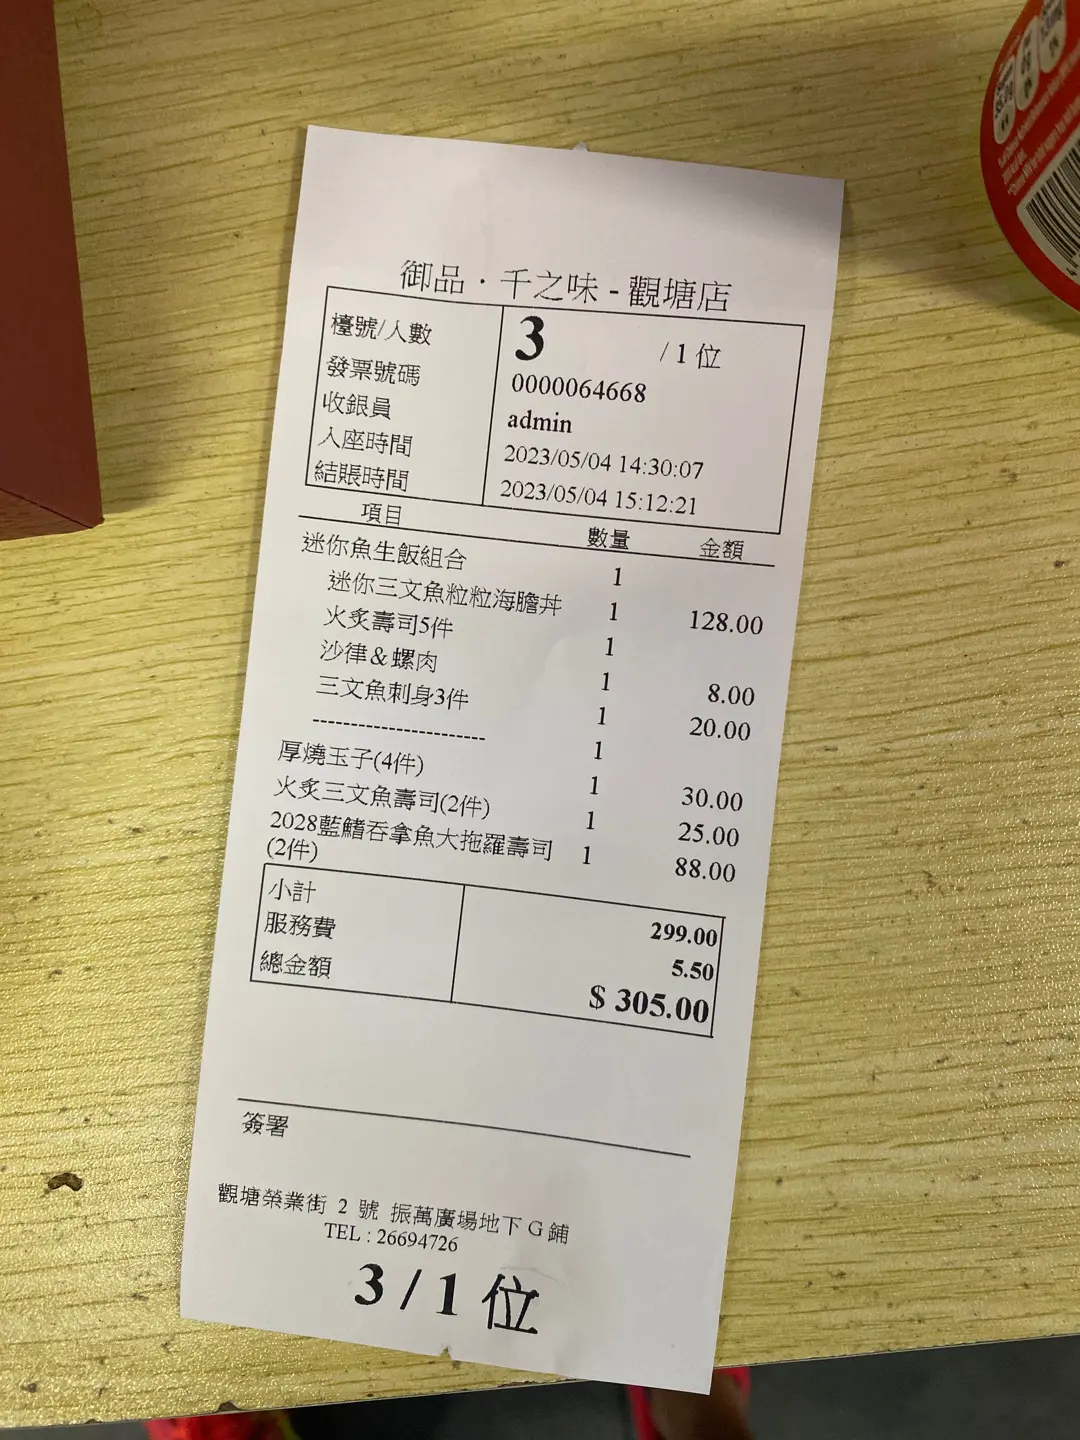 御品．千之味 - 觀塘店
檯號/人數 3 / 1 位
發票號碼 0000064668
收銀員 admin
入座時間 2023/05/04 14:30:07
結賬時間 2023/05/04 15:12:21
項目 數量 金額
迷你魚生飯組合 1
迷你三文魚粒粒海膽丼 1 128.00
火炙壽司5件 1
沙律＆螺肉 1 8.00
三文魚刺身3件 1 20.00
----------------------- 1
厚燒玉子(4件) 1 30.00
火炙三文魚壽司(2件) 1 25.00
2028藍鰭吞拿魚大拖羅壽司 1 88.00
(2件)
小計 299.00
服務費 5.50
總金額 $ 305.00
簽署
觀塘榮業街 2 號 振萬廣場地下 G 鋪
TEL : 26694726
3 / 1 位